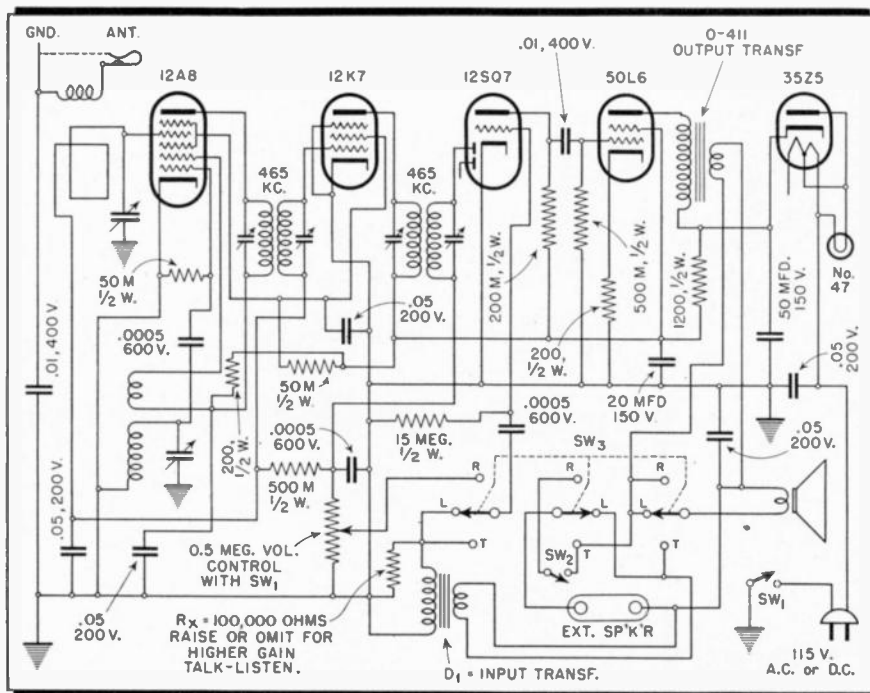 GND.
ANT.
12A8
12K7
12SQ7
.01, 400 V.
50L6
O-411
OUTPUT TRANSF
35Z5
465
KC.
465
KC.
50 M
1/2 W.
.0005
600 V.
.05
200 V.
200 M, 1/2 W.
500 M, 1/2 W.
200,
1/2 W.
1200, 1/2 W.
50 MFD.
150 V.
No.
47
.05
200 V.
.01, 400 V.
200,
1/2 W.
50 M
1/2 W.
.0005
600 V.
500 M
1/2 W.
15 MEG.
1/2 W.
.0005
600 V.
20 MFD
150 V.
.05
200 V.
SW3
R
R
R
L
L
L
T
T
T
SW2
.05, 200 V.
.05
200 V.
0.5 MEG. VOL.
CONTROL
WITH SW1
RX = 100,000 OHMS
RAISE OR OMIT FOR
HIGHER GAIN
TALK-LISTEN.
D1 = INPUT TRANSF.
EXT. SP'K'R
SW1
115 V.
A.C. or D.C.